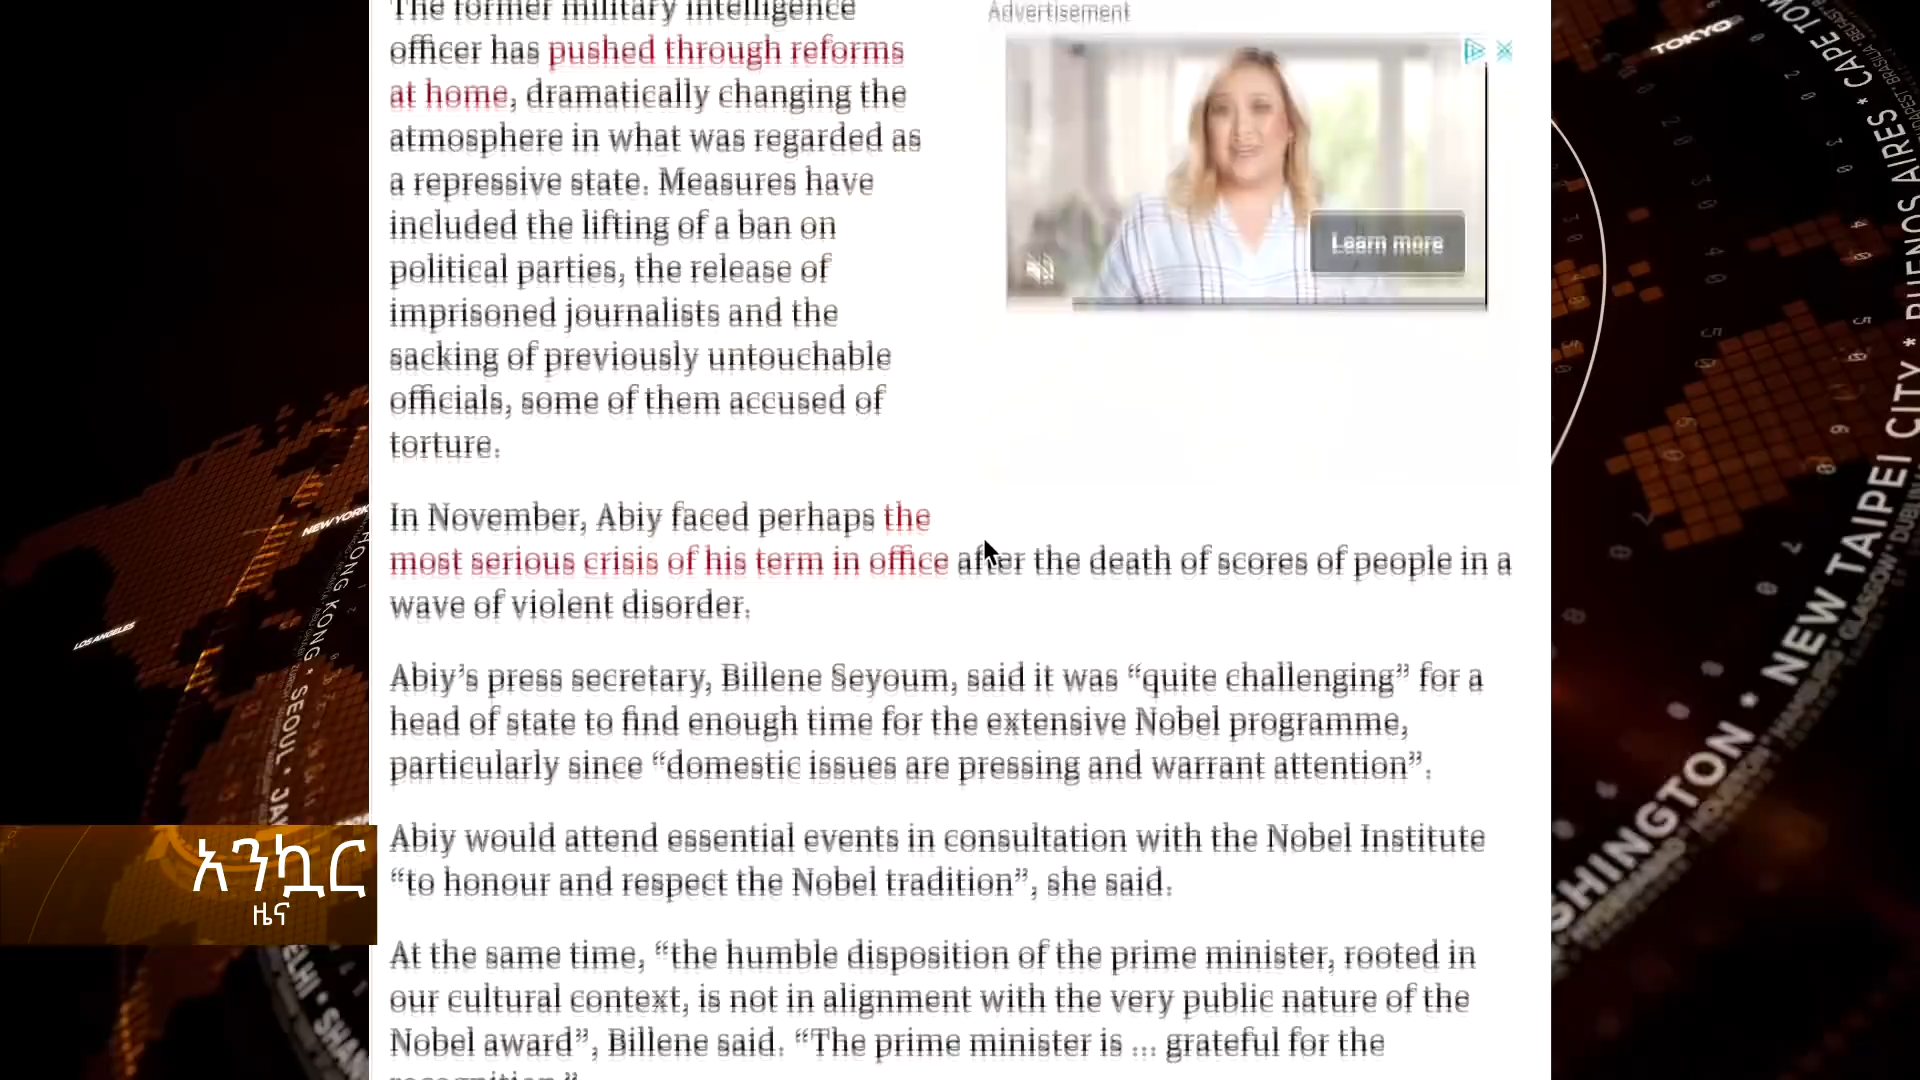 The former military intelligence
officer has pushed through reforms
at home, dramatically changing the
atmosphere in what was regarded as
a repressive state. Measures have
included the lifting of a ban on
political parties, the release of
imprisoned journalists and the
sacking of previously untouchable
officials, some of them accused of
torture.
Advertisement
Learn more
In November, Abiy faced perhaps the
most serious crisis of his term in office after the death of scores of people in a
wave of violent disorder.
Abiy’s press secretary, Billene Seyoum, said it was “quite challenging” for a
head of state to find enough time for the extensive Nobel programme,
particularly since “domestic issues are pressing and warrant attention”.
Abiy would attend essential events in consultation with the Nobel Institute
“to honour and respect the Nobel tradition”, she said.
At the same time, “the humble disposition of the prime minister, rooted in
our cultural context, is not in alignment with the very public nature of the
Nobel award”, Billene said. “The prime minister is ... grateful for the
recognition.”
አንኳር
ዜና
NEW YORK
LOS ANGELES
HONG KONG
SEOUL
TOKYO
CAPE TOW
BUENOS AIRES *
NEW TAIPEI CITY *
SHINGTON *